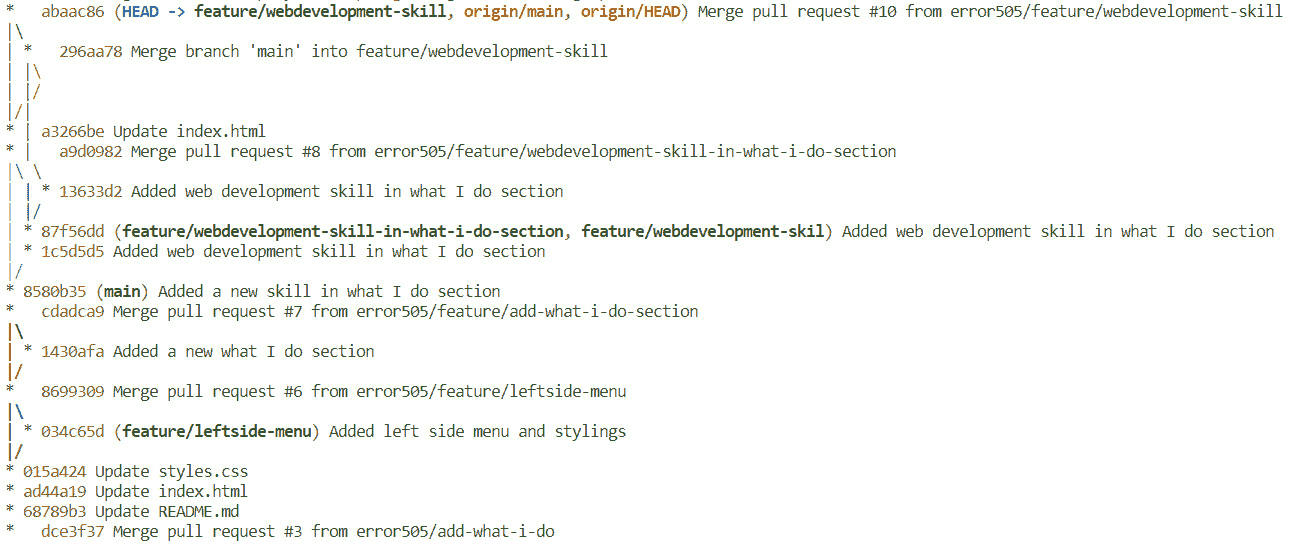 * abaac86 (HEAD -> feature/webdevelopment-skill, origin/main, origin/HEAD) Merge pull request #10 from error505/feature/webdevelopment-skill
|\
| * 296aa78 Merge branch 'main' into feature/webdevelopment-skill
| |\
| |/
|/|
* | a3266be Update index.html
* | a9d0982 Merge pull request #8 from error505/feature/webdevelopment-skill-in-what-i-do-section
|\ \
| | * 13633d2 Added web development skill in what I do section
| |/
| * 87f56dd (feature/webdevelopment-skill-in-what-i-do-section, feature/webdevelopment-skil) Added web development skill in what I do section
| * 1c5d5d5 Added web development skill in what I do section
|/
* 8580b35 (main) Added a new skill in what I do section
* cdadca9 Merge pull request #7 from error505/feature/add-what-i-do-section
|\
| * 1430afa Added a new what I do section
|/
* 8699309 Merge pull request #6 from error505/feature/leftside-menu
|\
| * 034c65d (feature/leftside-menu) Added left side menu and stylings
|/
* 015a424 Update styles.css
* ad44a19 Update index.html
* 68789b3 Update README.md
* dce3f37 Merge pull request #3 from error505/add-what-i-do